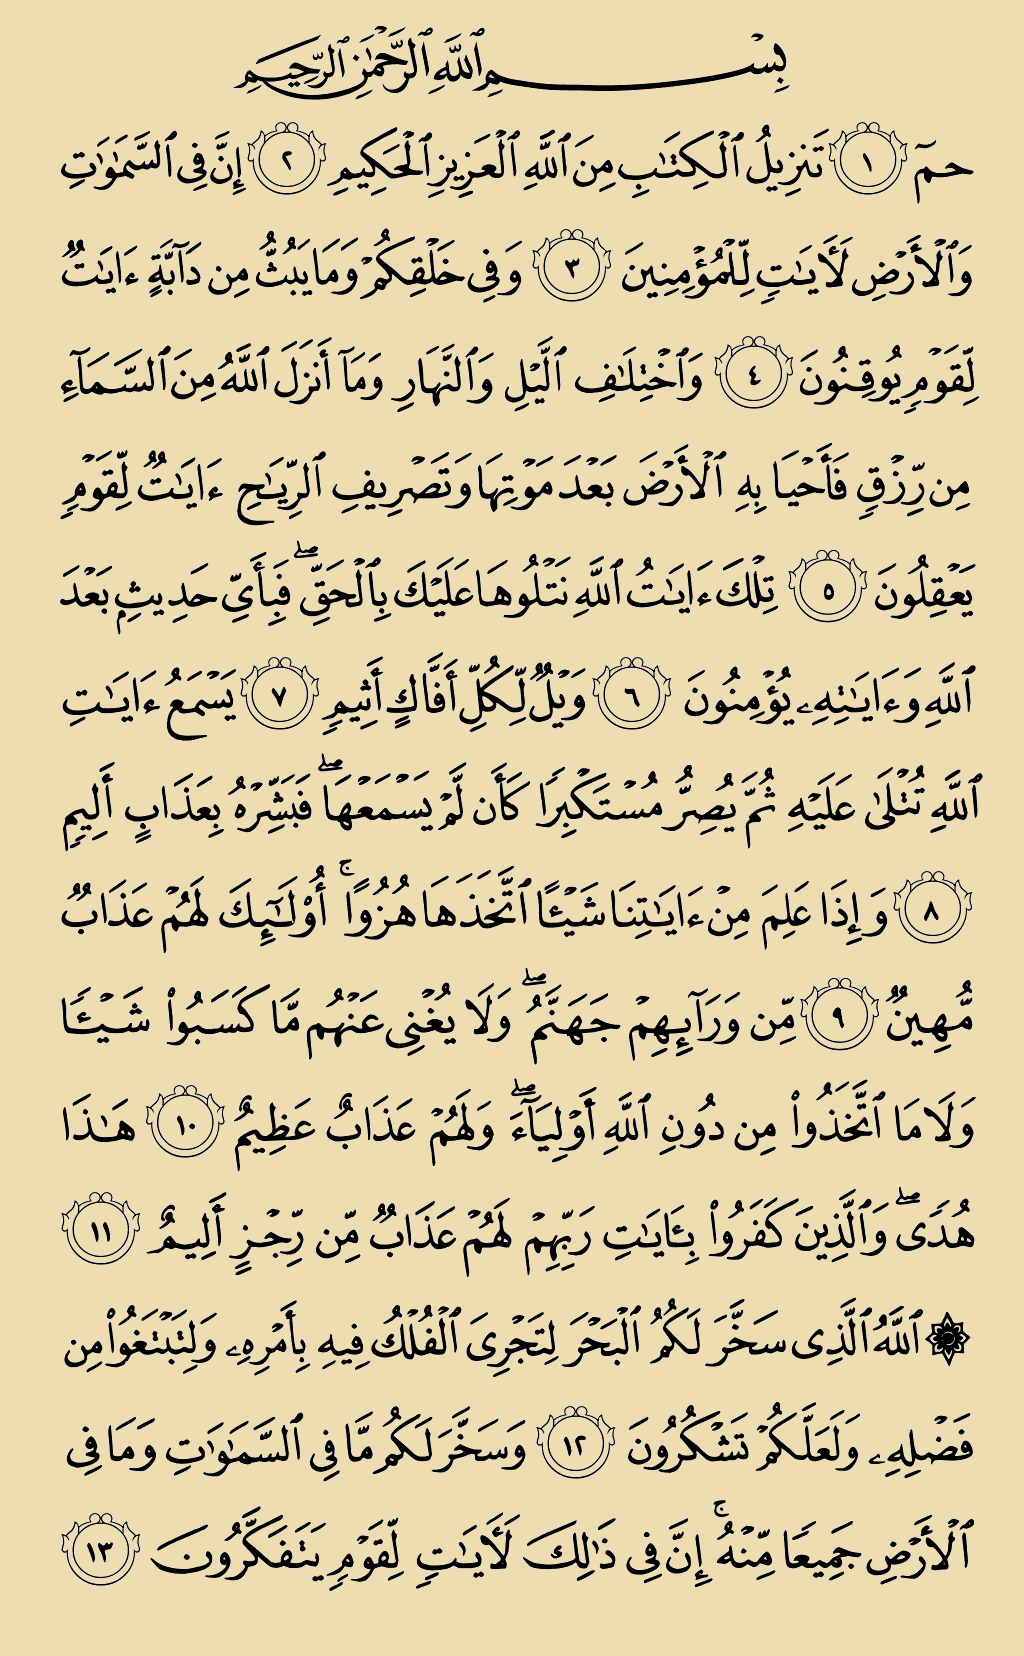 بِسْمِ ٱللَّهِ ٱلرَّحْمَٰنِ ٱلرَّحِيمِ
حمٓ ١ تَنزِيلُ ٱلْكِتَٰبِ مِنَ ٱللَّهِ ٱلْعَزِيزِ ٱلْحَكِيمِ ٢ إِنَّ فِى ٱلسَّمَٰوَٰتِ
وَٱلْأَرْضِ لَـَٔايَٰتٍ لِّلْمُؤْمِنِينَ ٣ وَفِى خَلْقِكُمْ وَمَا يَبُثُّ مِن دَآبَّةٍ ءَايَٰتٌ
لِّقَوْمٍ يُوقِنُونَ ٤ وَٱخْتِلَٰفِ ٱلَّيْلِ وَٱلنَّهَارِ وَمَآ أَنزَلَ ٱللَّهُ مِنَ ٱلسَّمَآءِ
مِن رِّزْقٍ فَأَحْيَا بِهِ ٱلْأَرْضَ بَعْدَ مَوْتِهَا وَتَصْرِيفِ ٱلرِّيَٰحِ ءَايَٰتٌ لِّقَوْمٍ
يَعْقِلُونَ ٥ تِلْكَ ءَايَٰتُ ٱللَّهِ نَتْلُوهَا عَلَيْكَ بِٱلْحَقِّ ۖ فَبِأَىِّ حَدِيثٍۭ بَعْدَ
ٱللَّهِ وَءَايَٰتِهِۦ يُؤْمِنُونَ ٦ وَيْلٌ لِّكُلِّ أَفَّاكٍ أَثِيمٍ ٧ يَسْمَعُ ءَايَٰتِ
ٱللَّهِ تُتْلَىٰ عَلَيْهِ ثُمَّ يُصِرُّ مُسْتَكْبِرًا كَأَن لَّمْ يَسْمَعْهَا ۖ فَبَشِّرْهُ بِعَذَابٍ أَلِيمٍ
٨ وَإِذَا عَلِمَ مِنْ ءَايَٰتِنَا شَيْـًٔا ٱتَّخَذَهَا هُزُوًا ۚ أُو۟لَٰٓئِكَ لَهُمْ عَذَابٌ
مُّهِينٌ ٩ مِّن وَرَآئِهِمْ جَهَنَّمُ ۖ وَلَا يُغْنِى عَنْهُم مَّا كَسَبُوا۟ شَيْـًٔا
وَلَا مَا ٱتَّخَذُوا۟ مِن دُونِ ٱللَّهِ أَوْلِيَآءَ ۖ وَلَهُمْ عَذَابٌ عَظِيمٌ ١٠ هَٰذَا
هُدًى ۖ وَٱلَّذِينَ كَفَرُوا۟ بِـَٔايَٰتِ رَبِّهِمْ لَهُمْ عَذَابٌ مِّن رِّجْزٍ أَلِيمٌ ١١
۞ ٱللَّهُ ٱلَّذِى سَخَّرَ لَكُمُ ٱلْبَحْرَ لِتَجْرِىَ ٱلْفُلْكُ فِيهِ بِأَمْرِهِۦ وَلِتَبْتَغُوا۟ مِن
فَضْلِهِۦ وَلَعَلَّكُمْ تَشْكُرُونَ ١٢ وَسَخَّرَ لَكُم مَّا فِى ٱلسَّمَٰوَٰتِ وَمَا فِى
ٱلْأَرْضِ جَمِيعًا مِّنْهُ ۚ إِنَّ فِى ذَٰلِكَ لَـَٔايَٰتٍ لِّقَوْمٍ يَتَفَكَّرُونَ ١٣